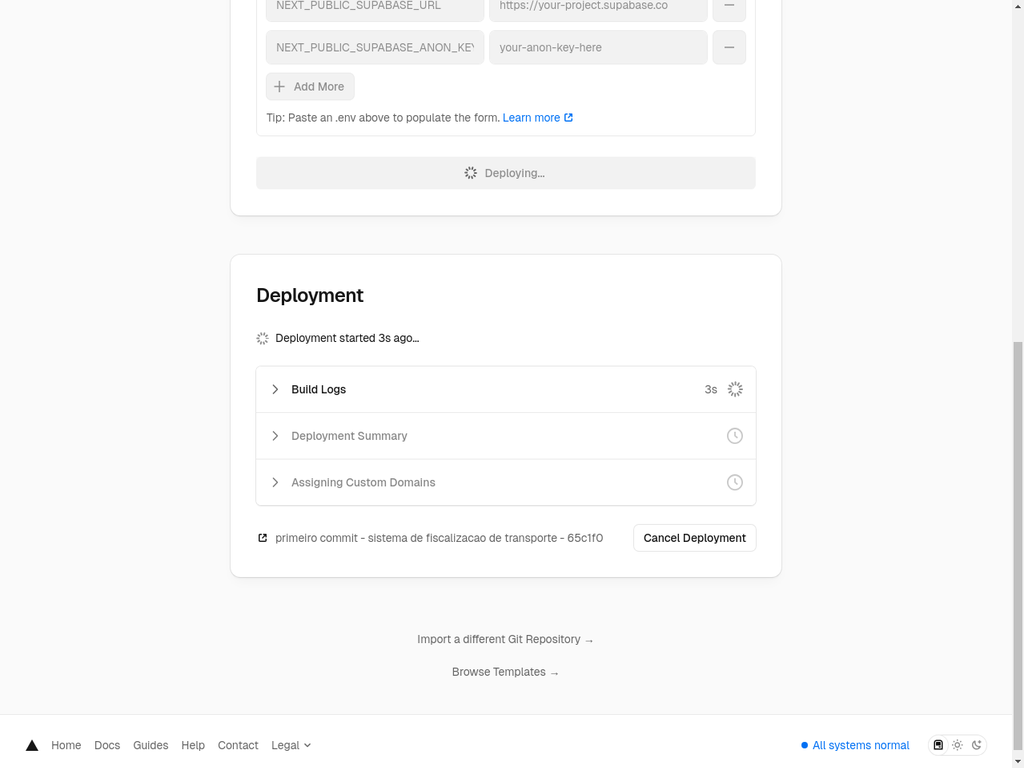 NEXT_PUBLIC_SUPABASE_URL https://your-project.supabase.co
NEXT_PUBLIC_SUPABASE_ANON_KEY your-anon-key-here
Add More
Tip: Paste an .env above to populate the form. Learn more
Deploying...
Deployment
Deployment started 3s ago...
Build Logs 3s
Deployment Summary
Assigning Custom Domains
primeiro commit - sistema de fiscalizacao de transporte - 65c1f0 Cancel Deployment
Import a different Git Repository →
Browse Templates →
Home Docs Guides Help Contact Legal All systems normal